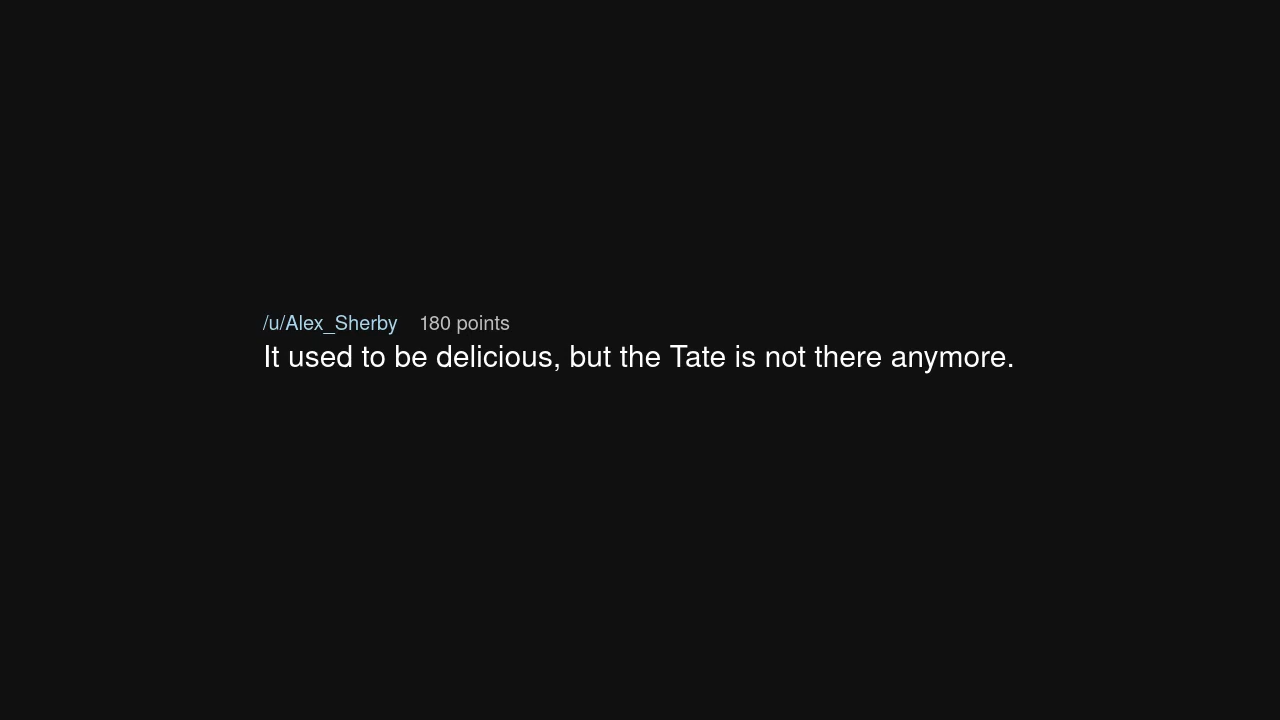 /u/Alex_Sherby 180 points
It used to be delicious, but the Tate is not there anymore.